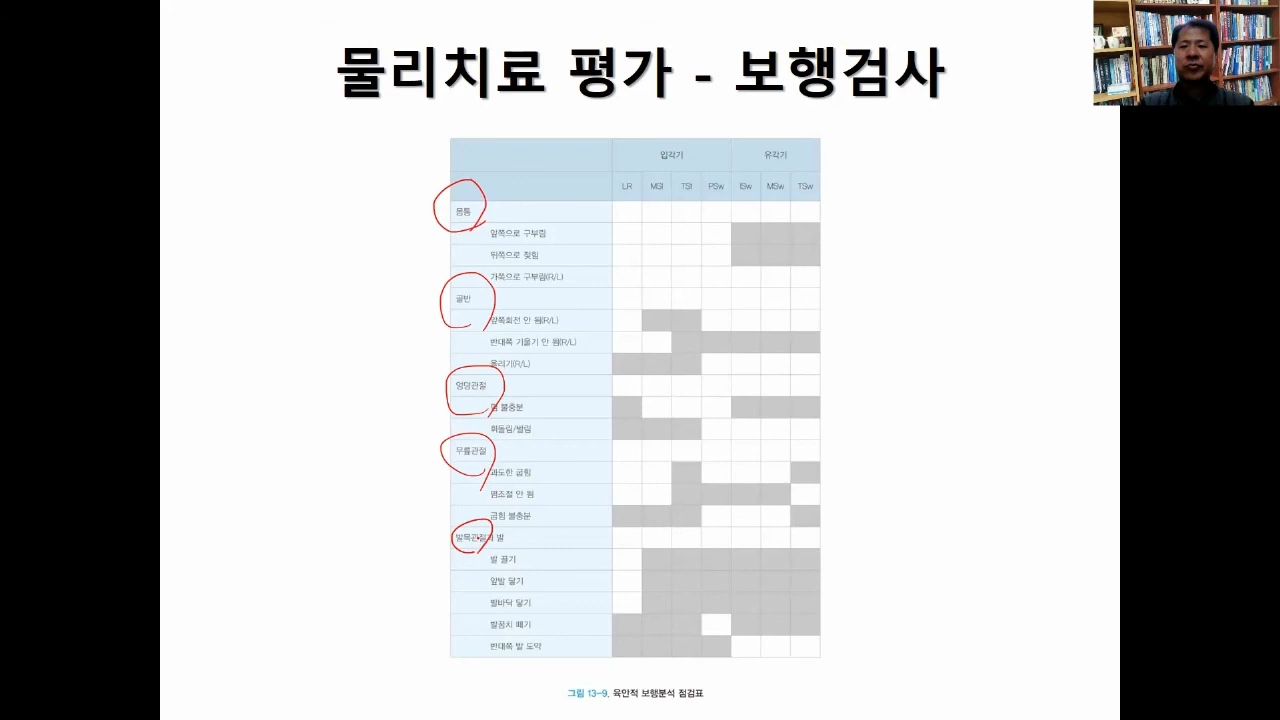 물리치료 평가 - 보행검사
입각기 유각기
LR MSt TSt PSw ISw MSw TSw
몸통
앞쪽으로 구부림
뒤쪽으로 젖힘
가쪽으로 구부림(R/L)
골반
앞쪽회전 안 됨(R/L)
반대쪽 기울기 안 됨(R/L)
올리기(R/L)
엉덩관절
폄 불충분
휘돌림/벌림
무릎관절
과도한 굽힘
폄조절 안 됨
굽힘 불충분
발목관절과 발
발 끌기
앞발 닿기
발바닥 닿기
발꿈치 떼기
반대쪽 발 도약
그림 13-9. 육안적 보행분석 점검표